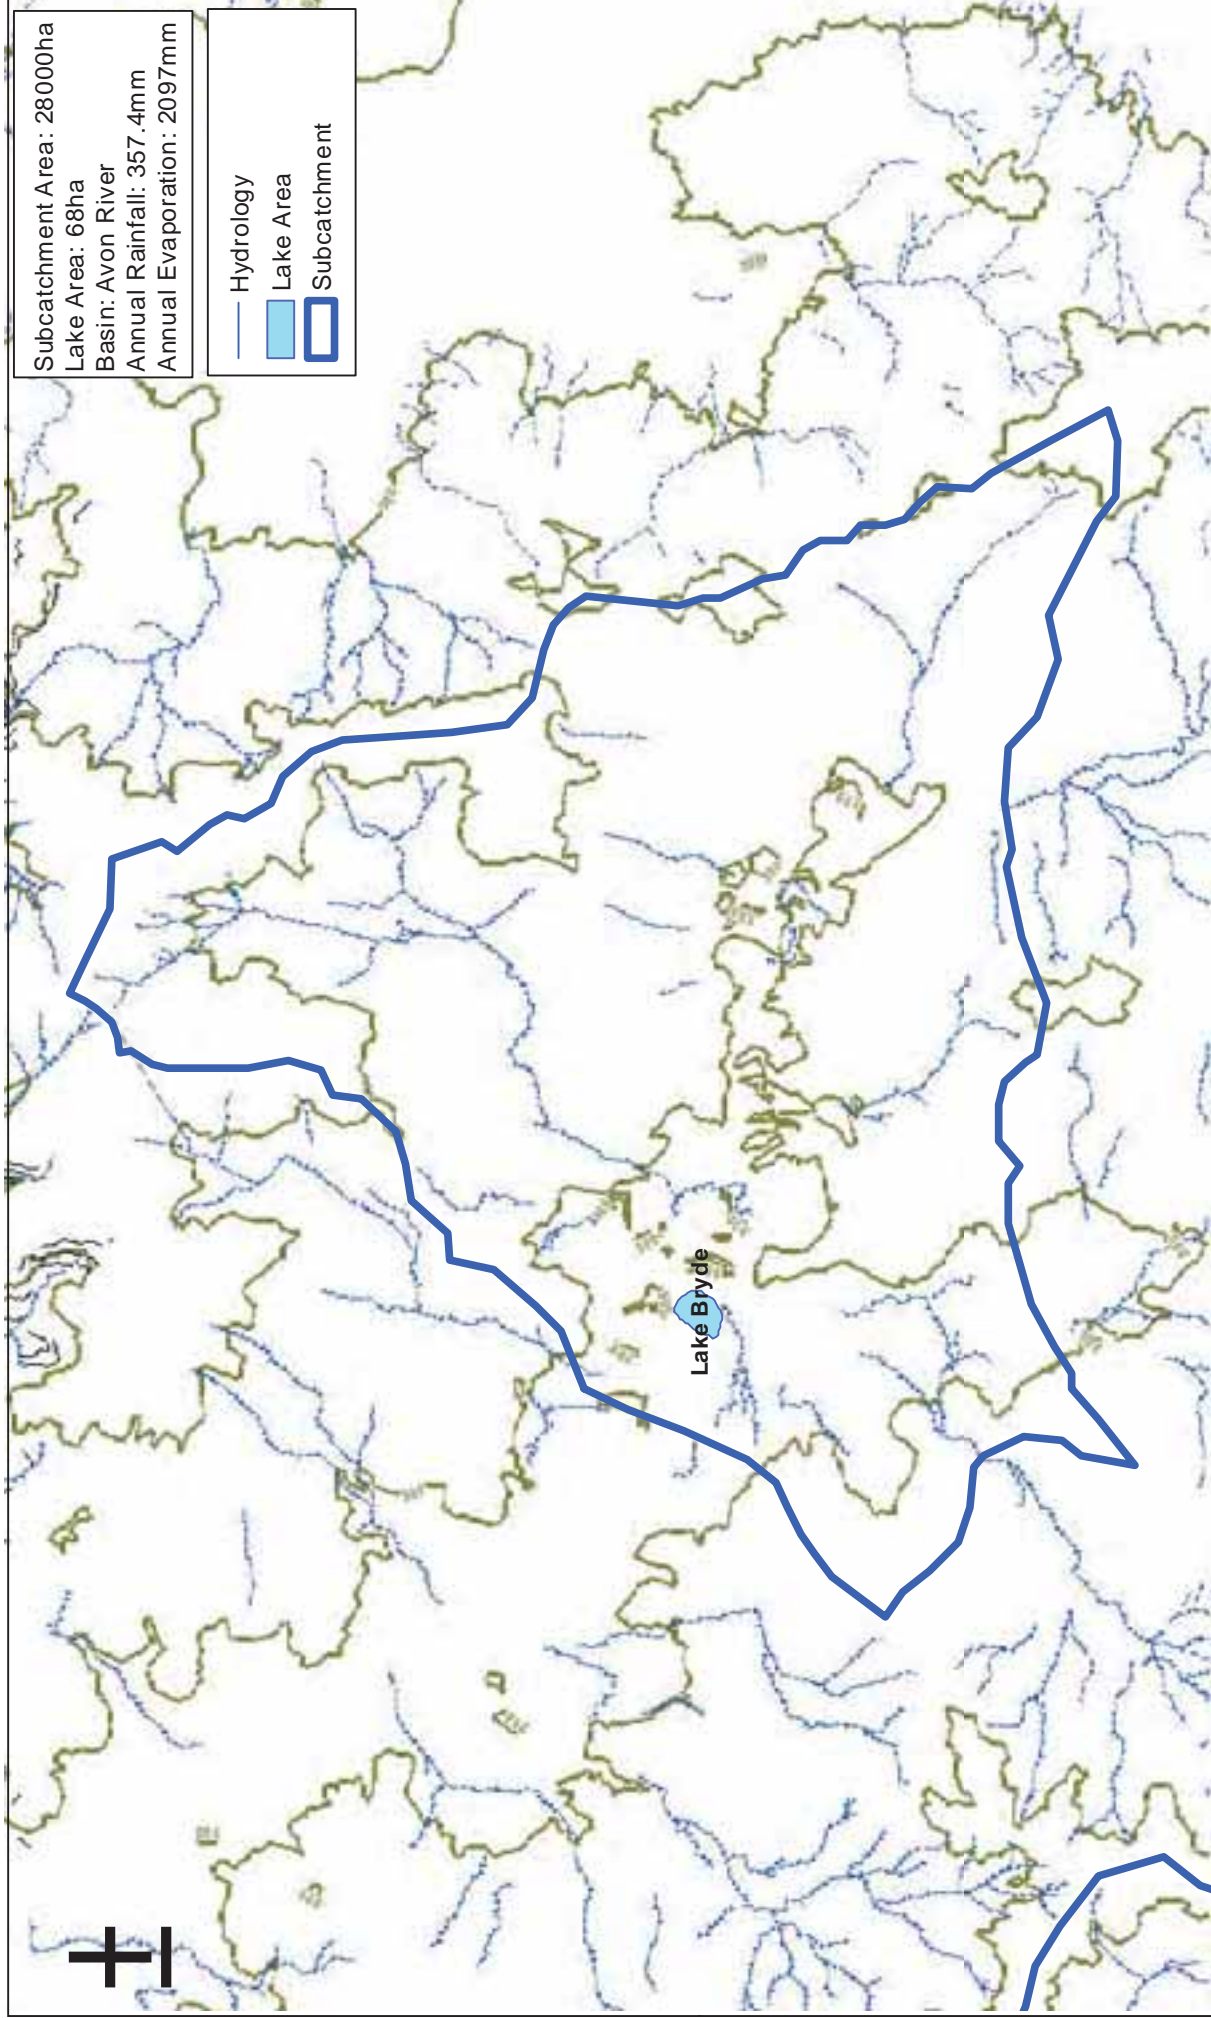 Subcatchment Area: 28000ha
Lake Area: 68ha
Basin: Avon River
Annual Rainfall: 357.4mm
Annual Evaporation: 2097mm
Hydrology
Lake Area
Subcatchment
Lake Bryde